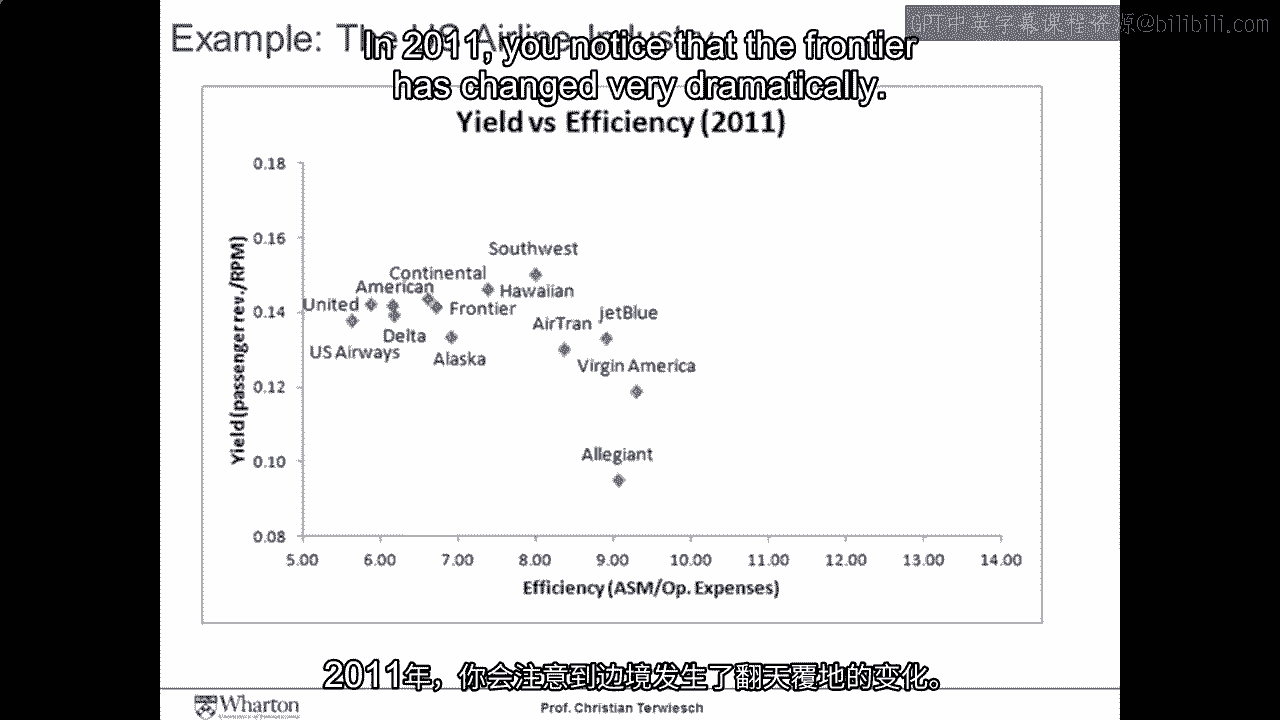 GPT中英字幕课程资源@bilibili.com
Example: The US Airline Industry
In 2011, you notice that the frontier
has changed very dramatically.
Yield vs Efficiency (2011)
Yield (passenger rev./RPM)
0.18
0.16
0.14
0.12
0.10
0.08
Southwest
Continental
American
Hawaiian
United
Frontier
jetBlue
AirTran
Delta
US Airways
Alaska
Virgin America
Allegiant
5.00 6.00 7.00 8.00 9.00 10.00 11.00 12.00 13.00 14.00
Efficiency (ASM/Op. Expenses)
2011年，你会注意到边境发生了翻天覆地的变化。
Wharton
Prof. Christian Terwiesch